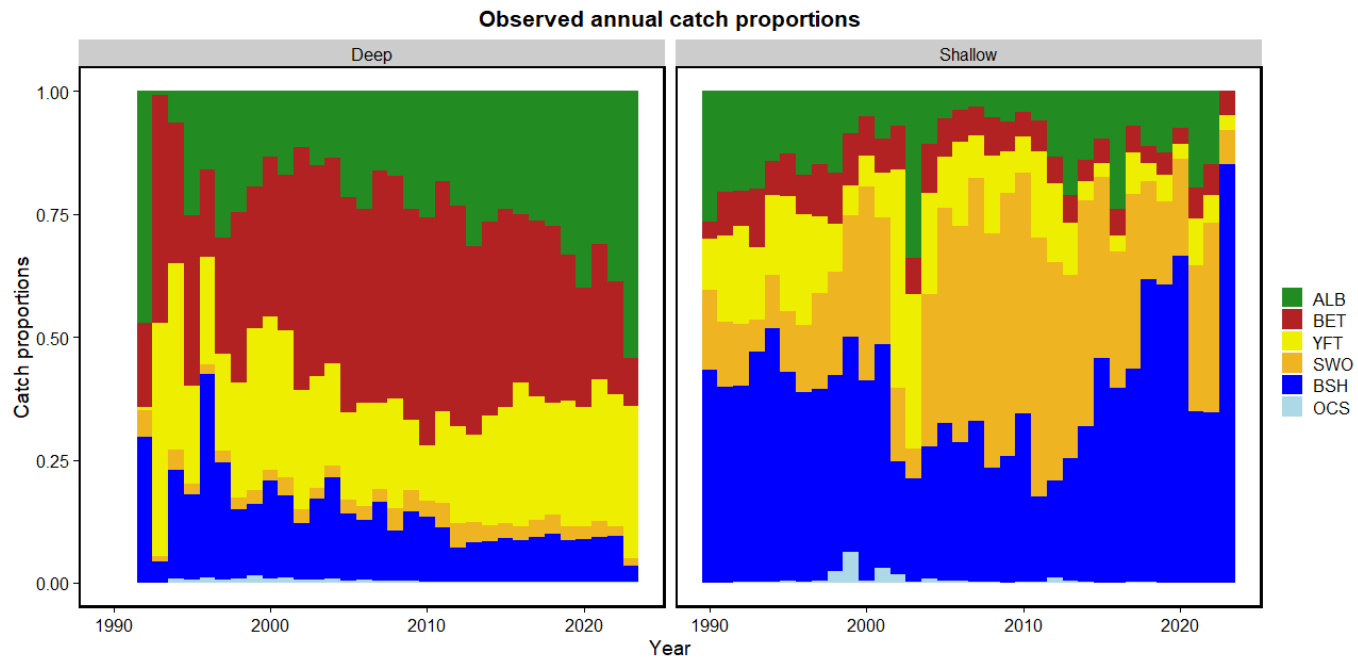 Observed annual catch proportions
Deep
Shallow
Catch proportions
1.00
0.75
0.50
0.25
0.00
1990
2000
2010
2020
1990
2000
2010
2020
Year
ALB
BET
YFT
SWO
BSH
OCS